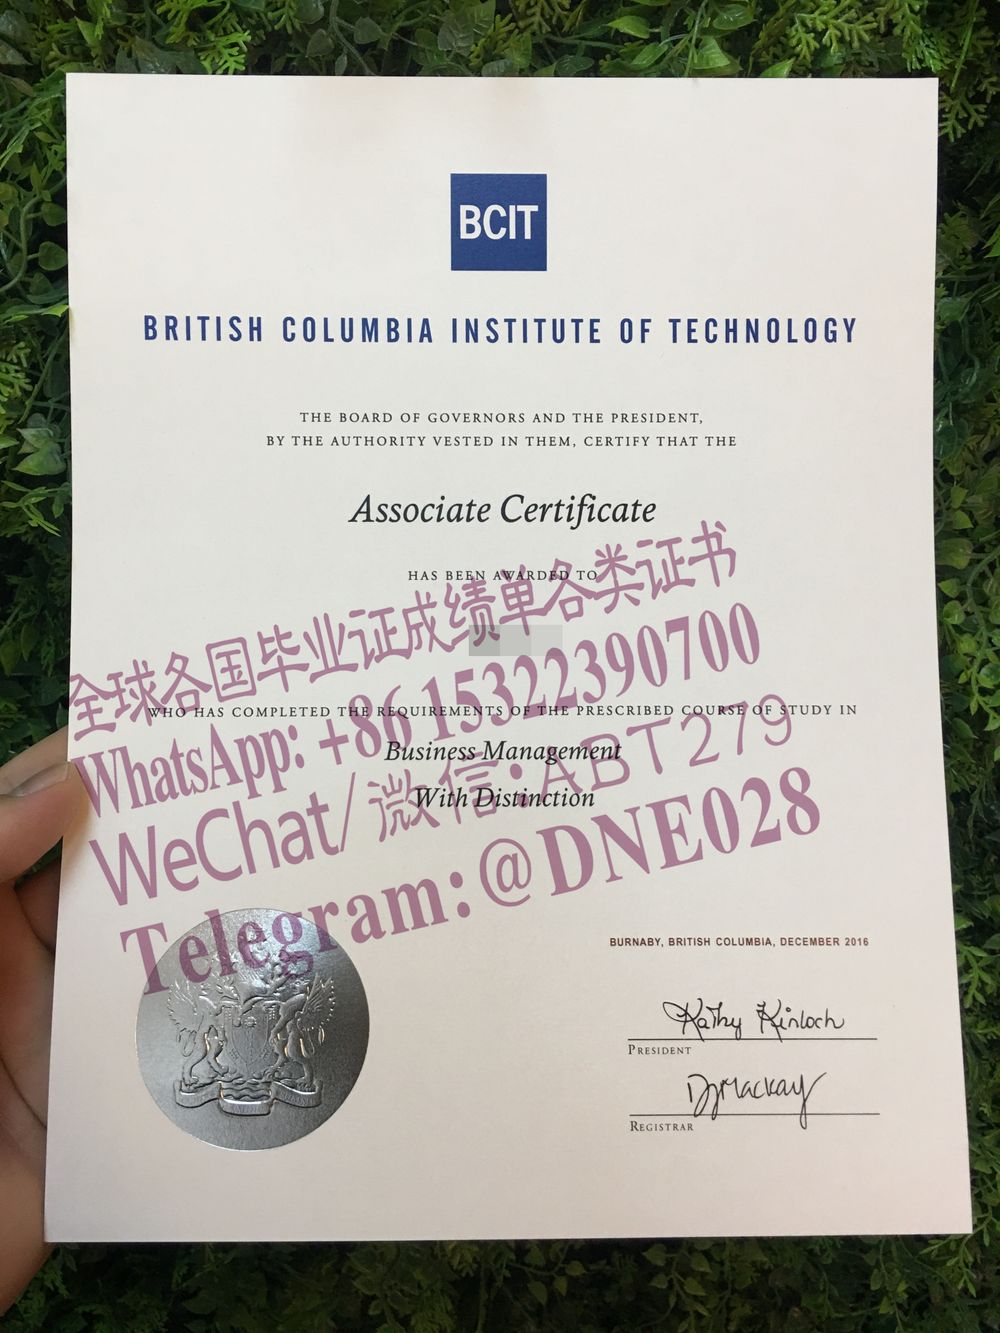 BCIT
BRITISH COLUMBIA INSTITUTE OF TECHNOLOGY
THE BOARD OF GOVERNORS AND THE PRESIDENT,
BY THE AUTHORITY VESTED IN THEM, CERTIFY THAT THE
Associate Certificate
HAS BEEN AWARDED TO
全球各国毕业证成绩单各类证书
WhatsApp: +86 15322390700
WHO HAS COMPLETED THE REQUIREMENTS OF THE PRESCRIBED COURSE OF STUDY IN
Business Management
WeChat/微信:ABT279
With Distinction
Telegram:@DNE028
BURNABY, BRITISH COLUMBIA, DECEMBER 2016
Kathy Kinloch
PRESIDENT
DJMackay
REGISTRAR